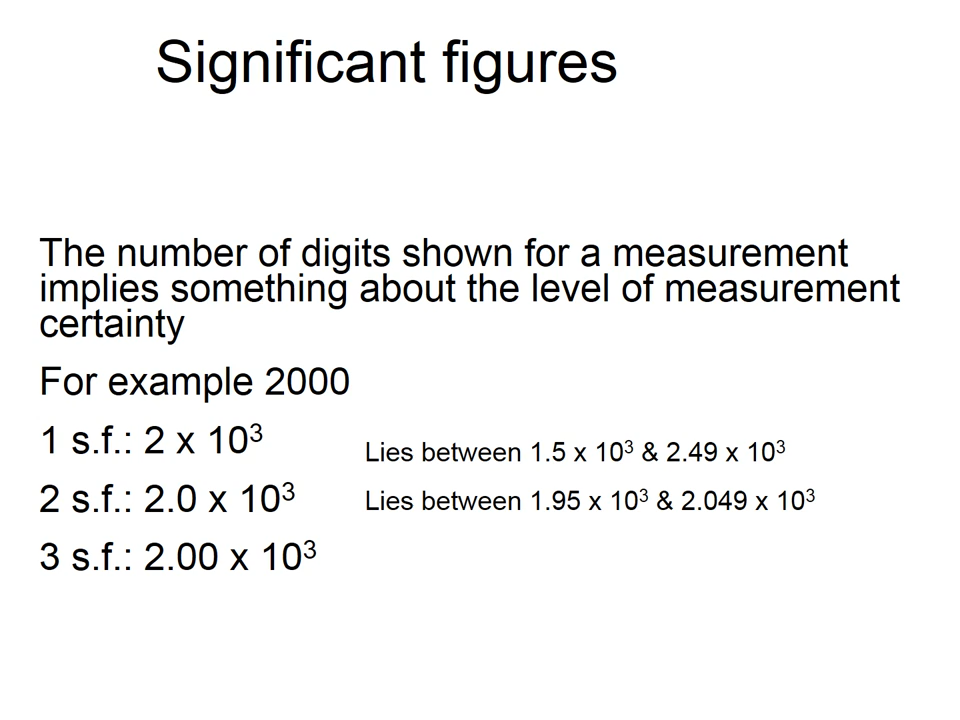 Significant figures
The number of digits shown for a measurement
implies something about the level of measurement
certainty
For example 2000
1 s.f.: 2 x 10³
Lies between 1.5 x 10³ & 2.49 x 10³
2 s.f.: 2.0 x 10³
Lies between 1.95 x 10³ & 2.049 x 10³
3 s.f.: 2.00 x 10³